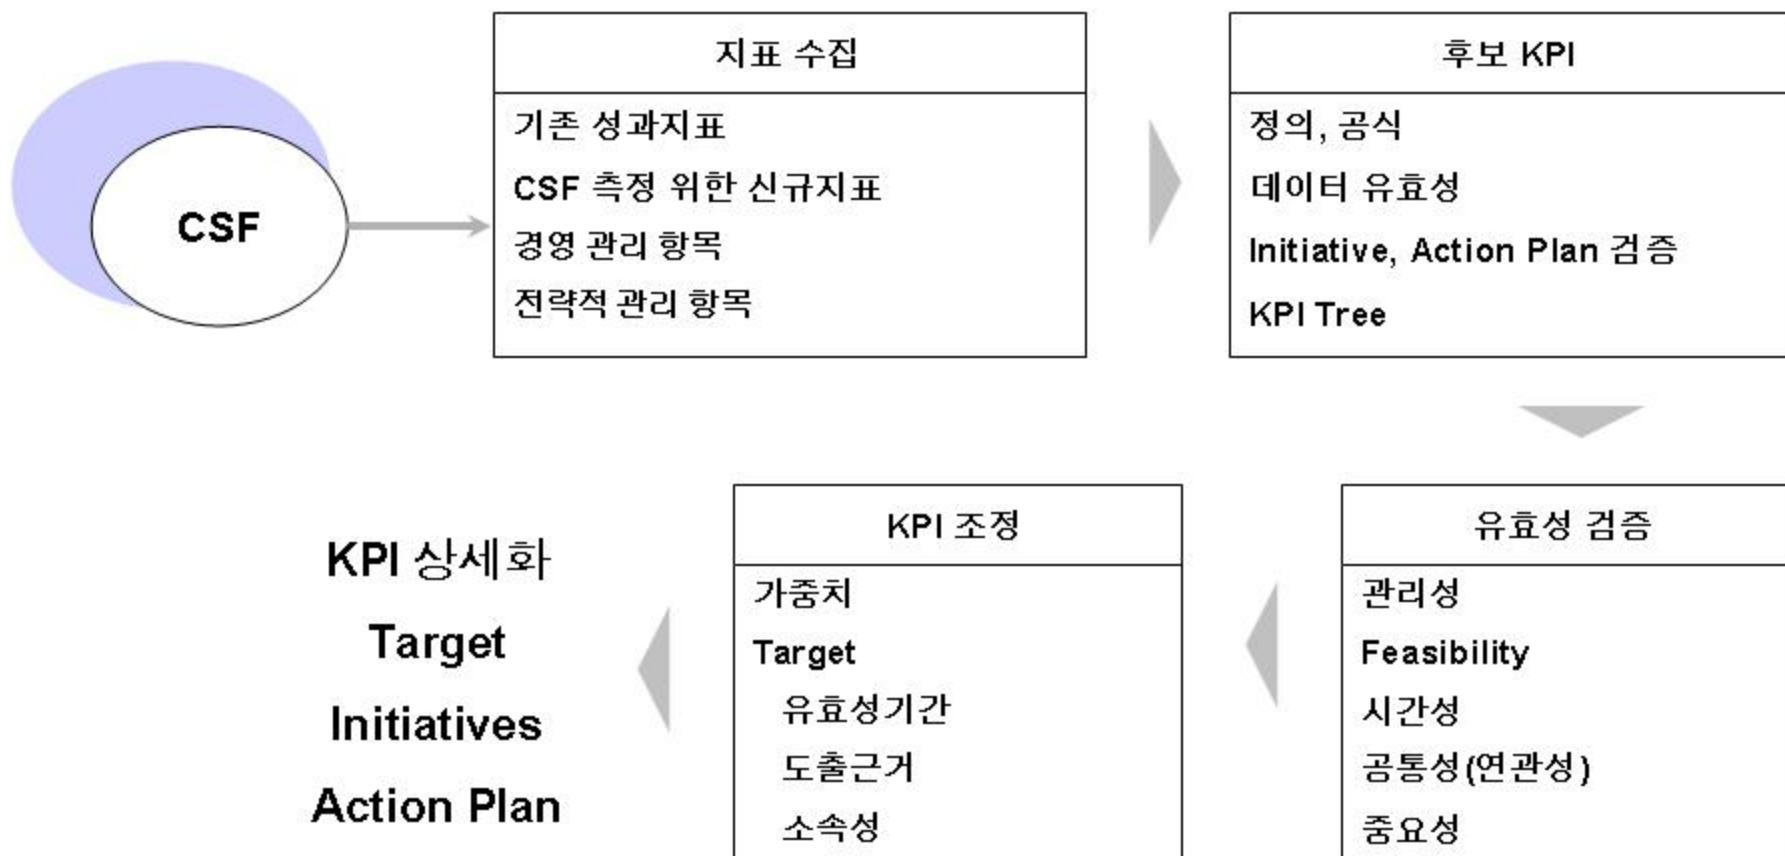 CSF
지표 수집
기존 성과지표
CSF 측정 위한 신규지표
경영 관리 항목
전략적 관리 항목
후보 KPI
정의, 공식
데이터 유효성
Initiative, Action Plan 검증
KPI Tree
유효성 검증
관리성
Feasibility
시간성
공통성(연관성)
중요성
KPI 조정
가중치
Target
유효성기간
도출근거
소속성
KPI 상세화
Target
Initiatives
Action Plan